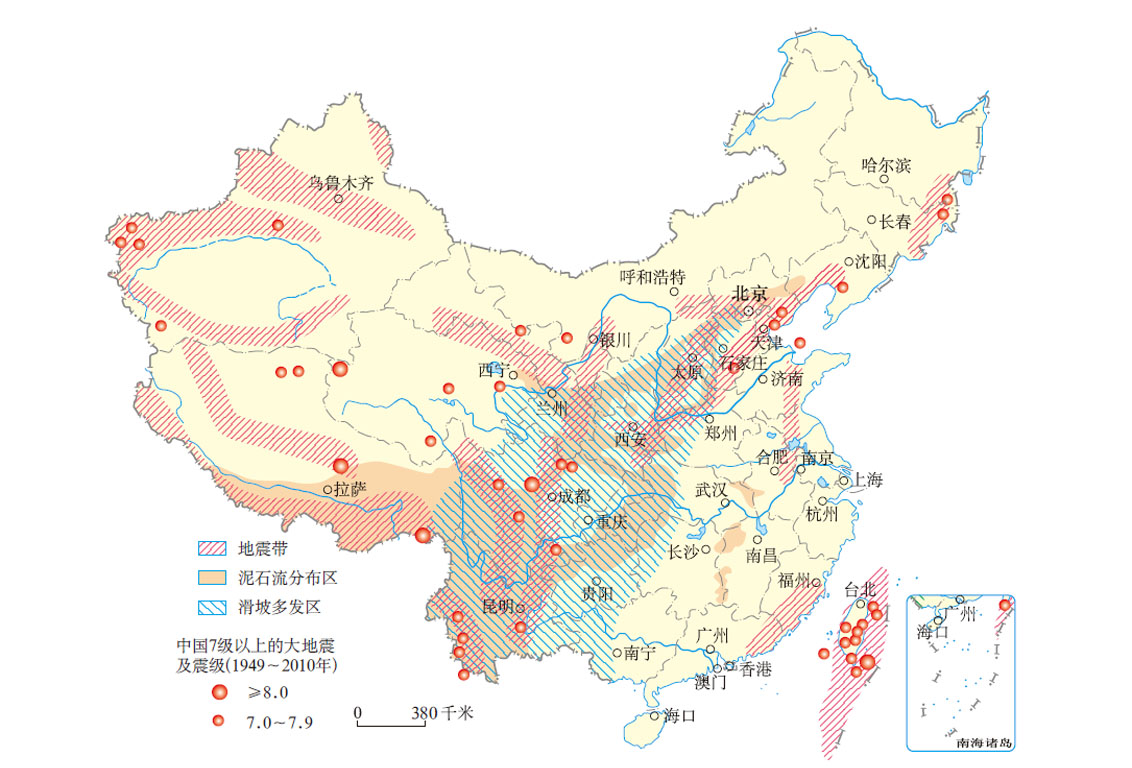 哈尔滨
乌鲁木齐
长春
沈阳
呼和浩特
北京
银川
天津
西宁
太原
石家庄
济南
兰州
西安
郑州
合肥
南京
拉萨
成都
武汉
上海
杭州
重庆
长沙
南昌
贵阳
福州
台北
昆明
广州
南宁
香港
澳门
海口
地震带
泥石流分布区
滑坡多发区
中国7级以上的大地震
及震级(1949~2010年)
≥8.0
7.0~7.9
0 380千米
广州
海口
南海诸岛